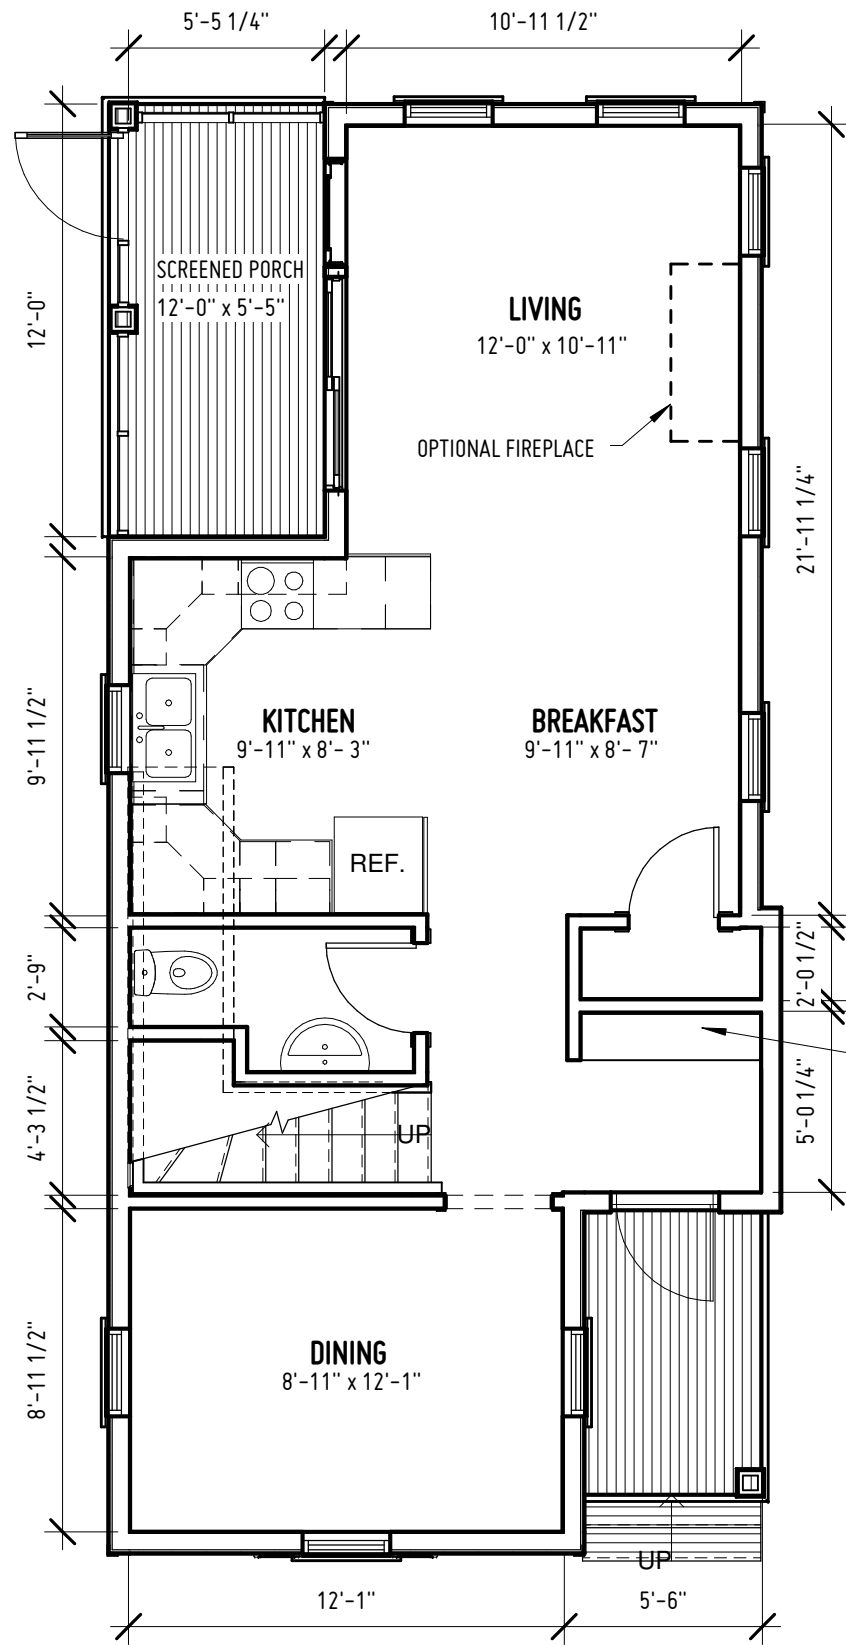 5'-5 1/4"
10'-11 1/2"
12'-0"
SCREENED PORCH
12'-0" x 5'-5"
LIVING
12'-0" x 10'-11"
OPTIONAL FIREPLACE
21'-11 1/4"
9'-11 1/2"
KITCHEN
9'-11" x 8'- 3"
BREAKFAST
9'-11" x 8'- 7"
REF.
2'-9"
2'-0 1/2"
4'-3 1/2"
5'-0 1/4"
UP
8'-11 1/2"
DINING
8'-11" x 12'-1"
UP
12'-1"
5'-6"